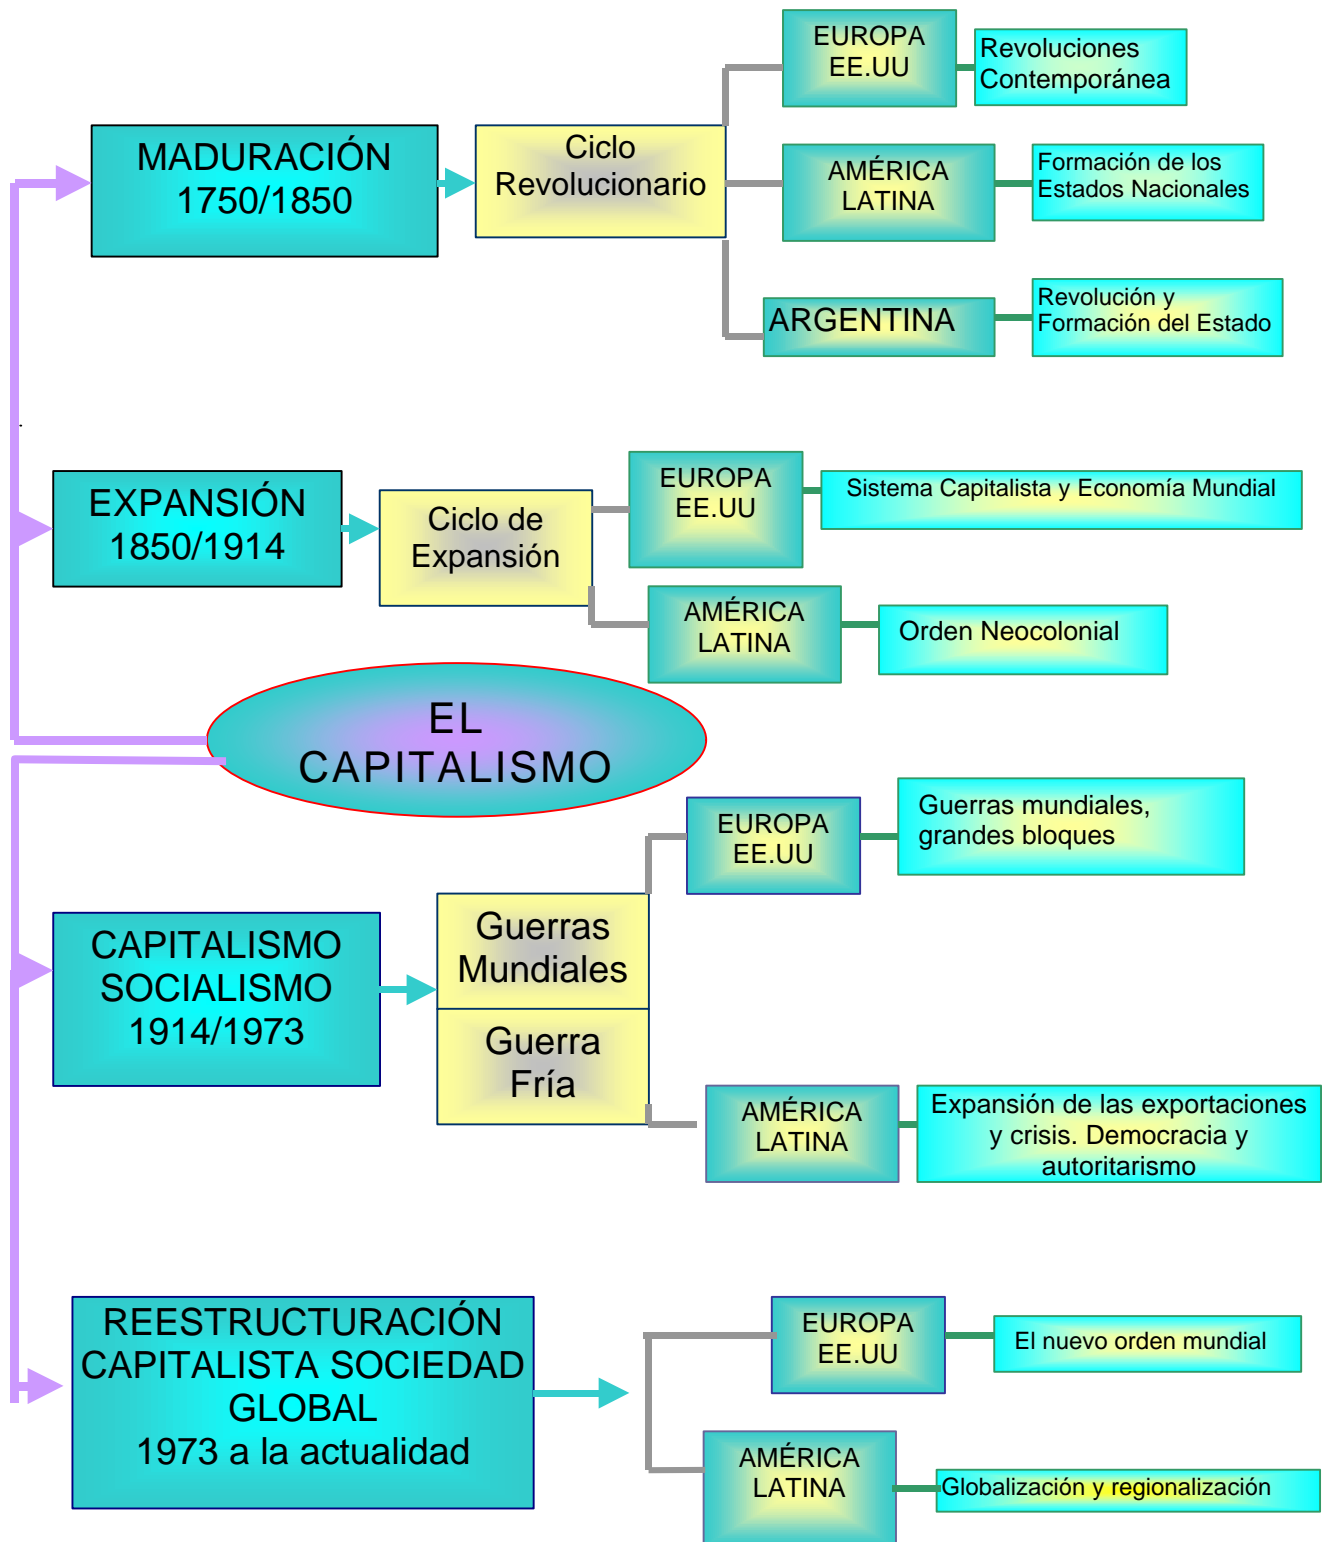 MADURACIÓN
1750/1850
Ciclo
Revolucionario
EUROPA
EE.UU
Revoluciones
Contemporánea
AMÉRICA
LATINA
Formación de los
Estados Nacionales
ARGENTINA
Revolución y
Formación del Estado
EXPANSIÓN
1850/1914
Ciclo de
Expansión
EUROPA
EE.UU
Sistema Capitalista y Economía Mundial
AMÉRICA
LATINA
Orden Neocolonial
EL
CAPITALISMO
CAPITALISMO
SOCIALISMO
1914/1973
Guerras
Mundiales
Guerra
Fría
EUROPA
EE.UU
Guerras mundiales,
grandes bloques
AMÉRICA
LATINA
Expansión de las exportaciones
y crisis. Democracia y
autoritarismo
REESTRUCTURACIÓN
CAPITALISTA SOCIEDAD
GLOBAL
1973 a la actualidad
EUROPA
EE.UU
El nuevo orden mundial
AMÉRICA
LATINA
Globalización y regionalización